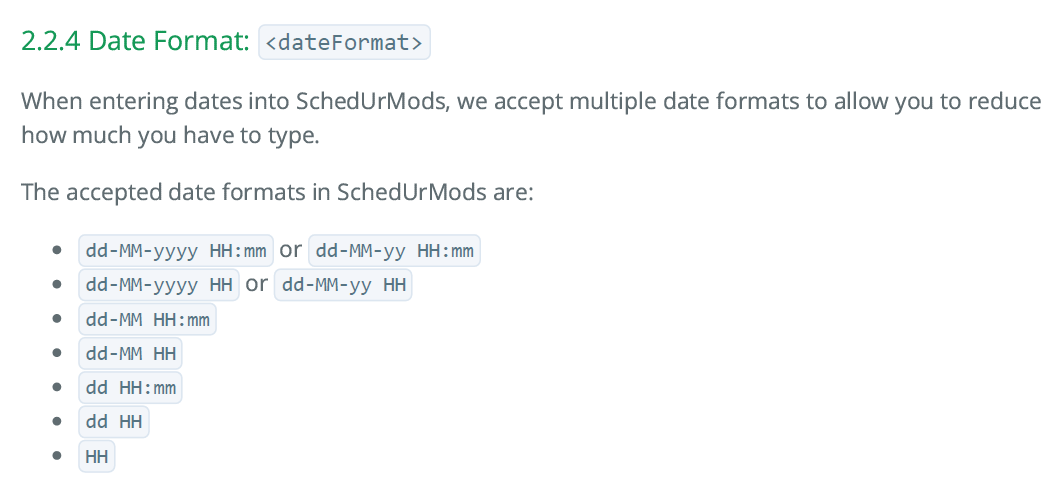 2.2.4 Date Format: <dateFormat>
When entering dates into SchedUrMods, we accept multiple date formats to allow you to reduce
how much you have to type.
The accepted date formats in SchedUrMods are:
dd-MM-yyyy HH:mm or dd-MM-yy HH:mm
dd-MM-yyyy HH or dd-MM-yy HH
dd-MM HH:mm
dd-MM HH
dd HH:mm
dd HH
HH